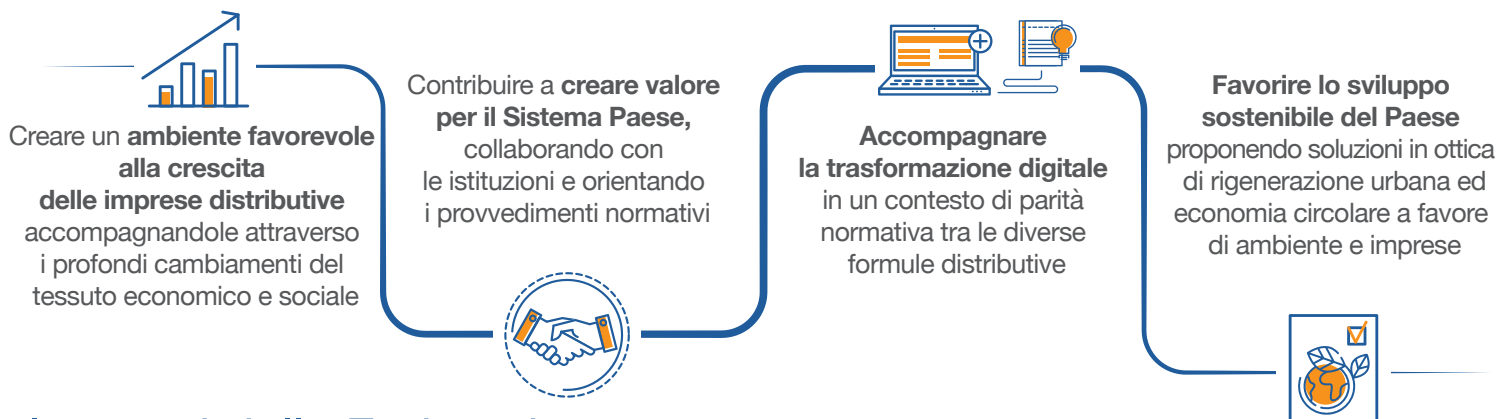 Creare un ambiente favorevole
alla crescita
delle imprese distributive
accompagnandole attraverso
i profondi cambiamenti del
tessuto economico e sociale
Contribuire a creare valore
per il Sistema Paese,
collaborando con
le istituzioni e orientando
i provvedimenti normativi
Accompagnare
la trasformazione digitale
in un contesto di parità
normativa tra le diverse
formule distributive
Favorire lo sviluppo
sostenibile del Paese
proponendo soluzioni in ottica
di rigenerazione urbana ed
economia circolare a favore
di ambiente e imprese